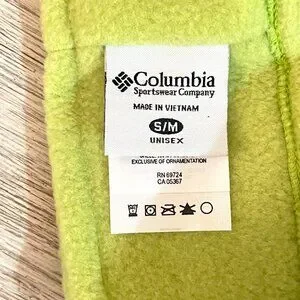 Columbia
Sportswear Company
MADE IN VIETNAM
S/M
UNISEX
EXCLUSIVE OF ORNAMENTATION
RN 69724
CA 05367